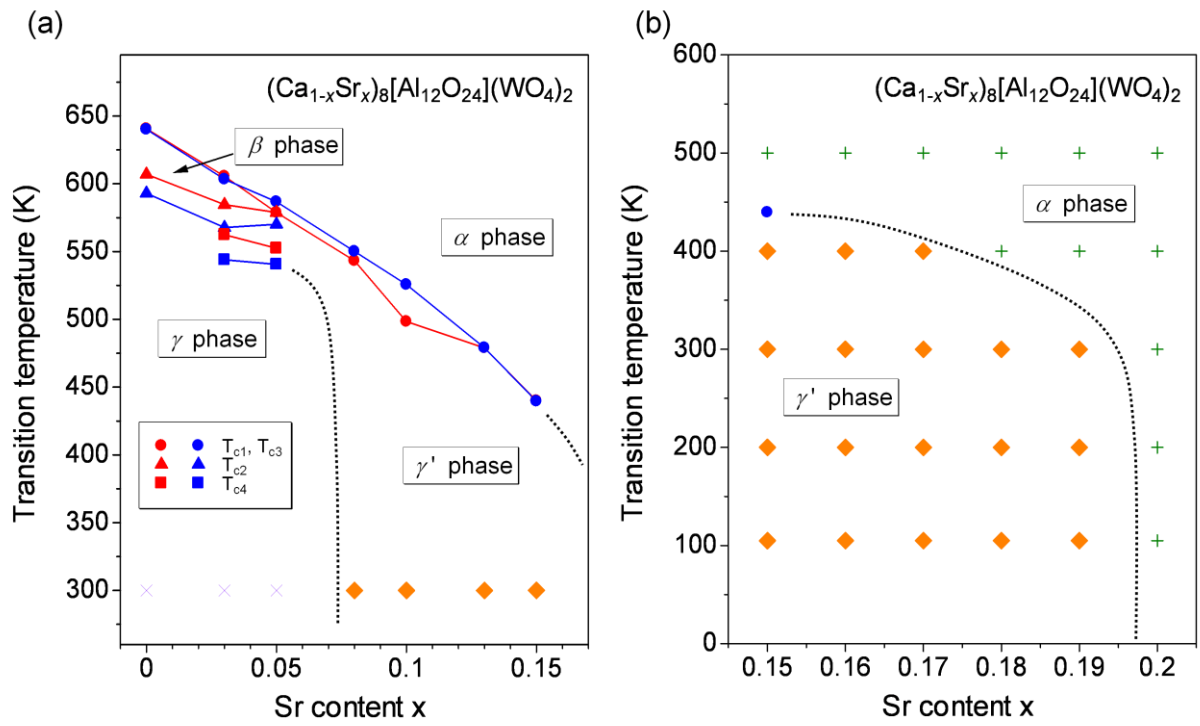 (a)
(Ca1-xSrx)8[Al12O24](WO4)2
β phase
α phase
γ phase
γ' phase
Tc1, Tc3
Tc2
Tc4
Transition temperature (K)
650
600
550
500
450
400
350
300
0
0.05
0.1
0.15
Sr content x
(b)
(Ca1-xSrx)8[Al12O24](WO4)2
α phase
γ' phase
Transition temperature (K)
600
500
400
300
200
100
0
0.15
0.16
0.17
0.18
0.19
0.2
Sr content x